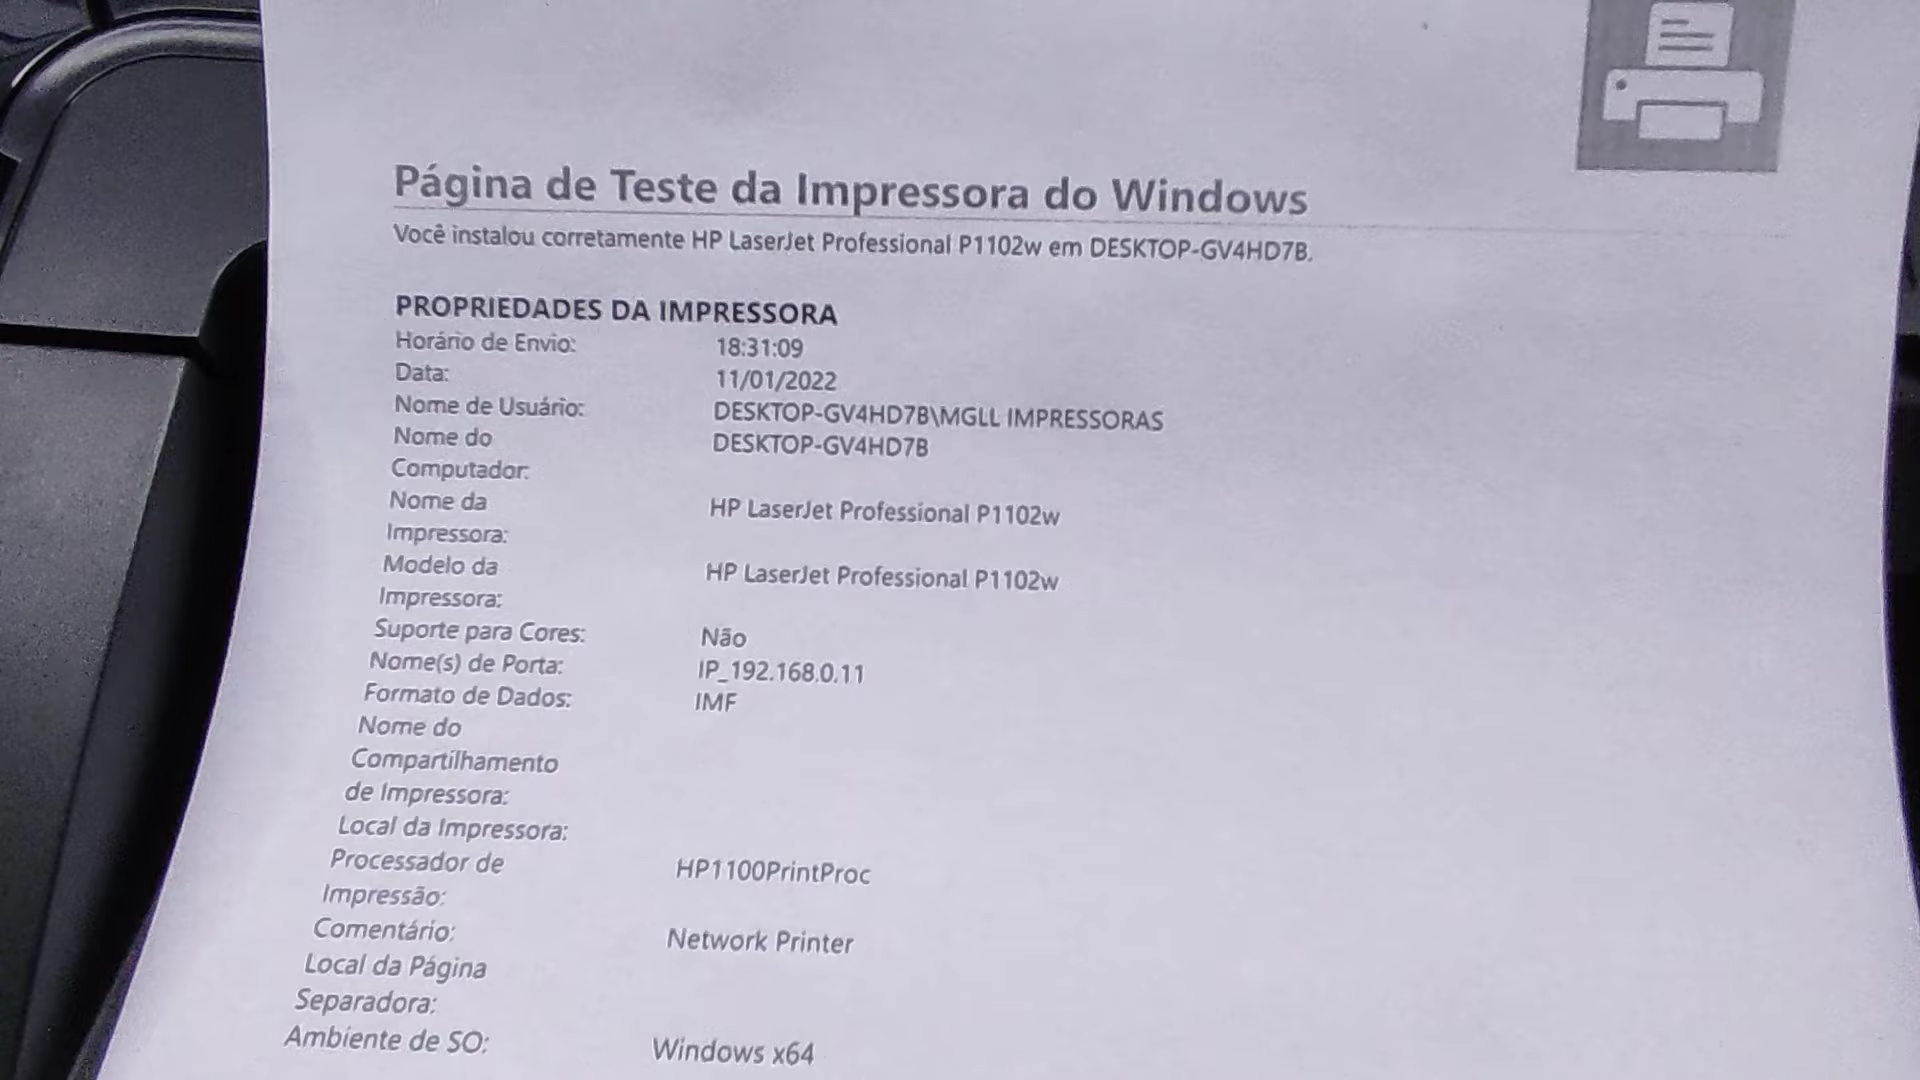 Página de Teste da Impressora do Windows
Você instalou corretamente HP LaserJet Professional P1102w em DESKTOP-GV4HD7B.
PROPRIEDADES DA IMPRESSORA
Horário de Envio: 18:31:09
Data: 11/01/2022
Nome de Usuário: DESKTOP-GV4HD7B\MGLL IMPRESSORAS
Nome do DESKTOP-GV4HD7B
Computador:
Nome da HP LaserJet Professional P1102w
Impressora:
Modelo da HP LaserJet Professional P1102w
Impressora:
Suporte para Cores: Não
Nome(s) de Porta: IP_192.168.0.11
Formato de Dados: IMF
Nome do
Compartilhamento
de Impressora:
Local da Impressora:
Processador de HP1100PrintProc
Impressão:
Comentário: Network Printer
Local da Página
Separadora:
Ambiente de SO: Windows x64